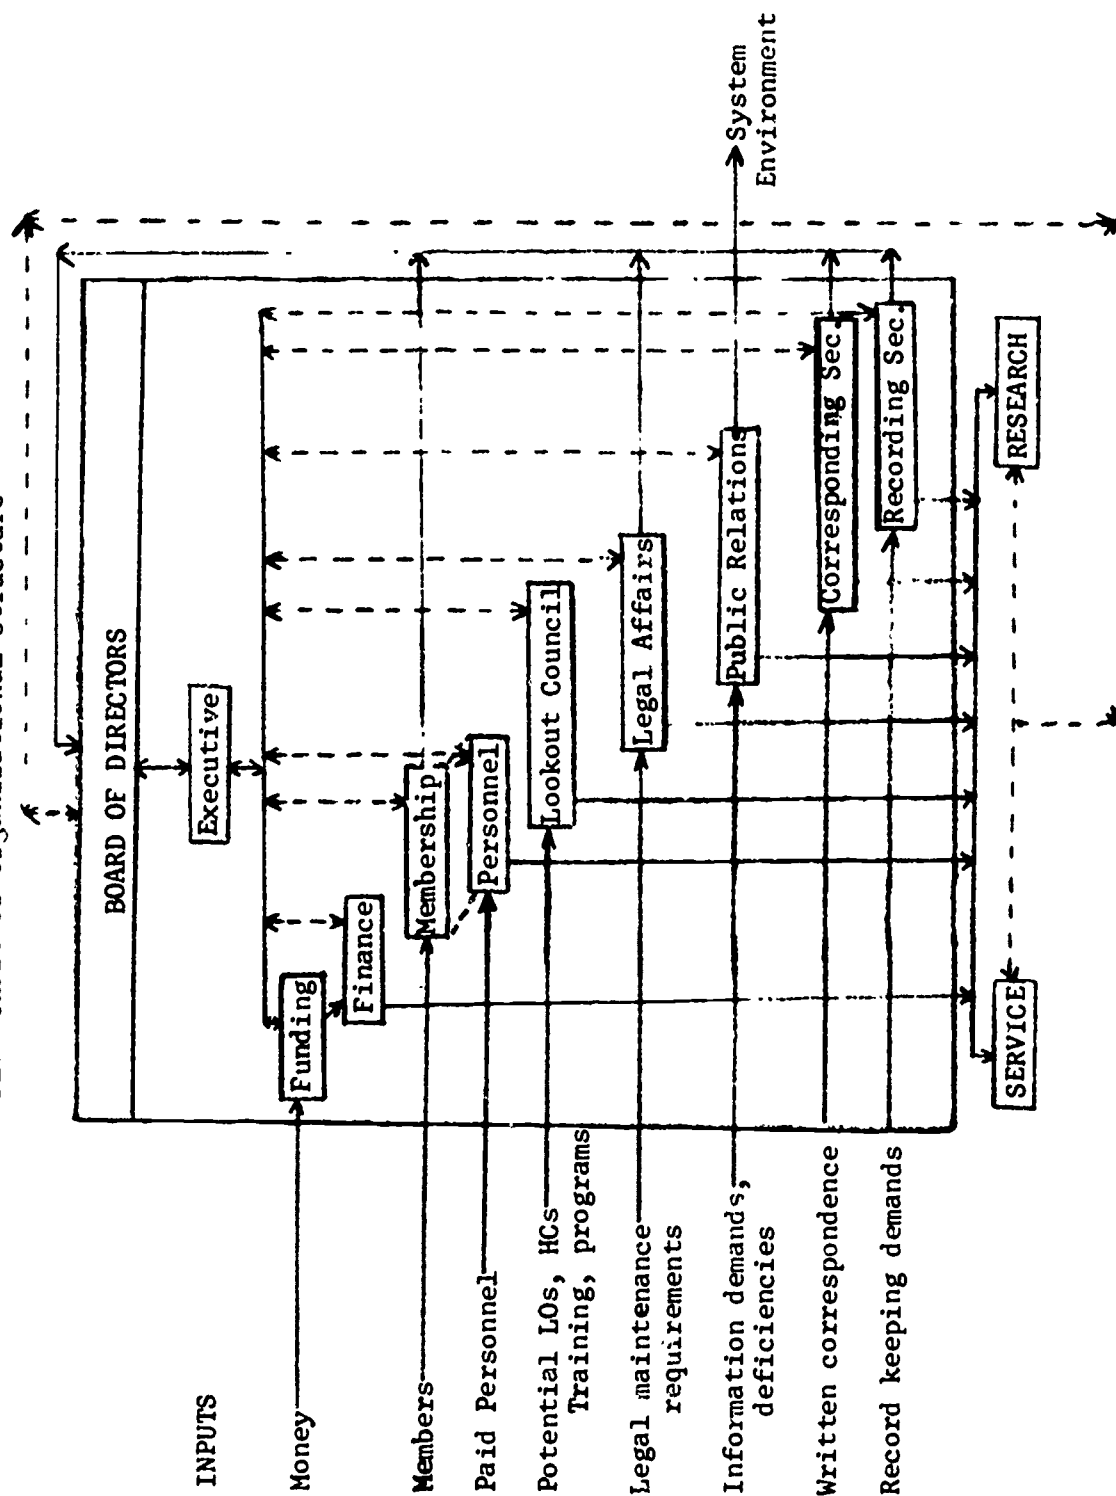 BOARD OF DIRECTORS
INPUTS
Executive
Money
Funding
Finance
Members
Membership
Paid Personnel
Personnel
Potential LOs, HCs
Training, programs
Lookout Council
Legal maintenance
requirements
Legal Affairs
Information demands,
deficiencies
Public Relations
System
Environment
Written correspondence
Corresponding Sec.
Record keeping demands
Recording Sec.
SERVICE
RESEARCH